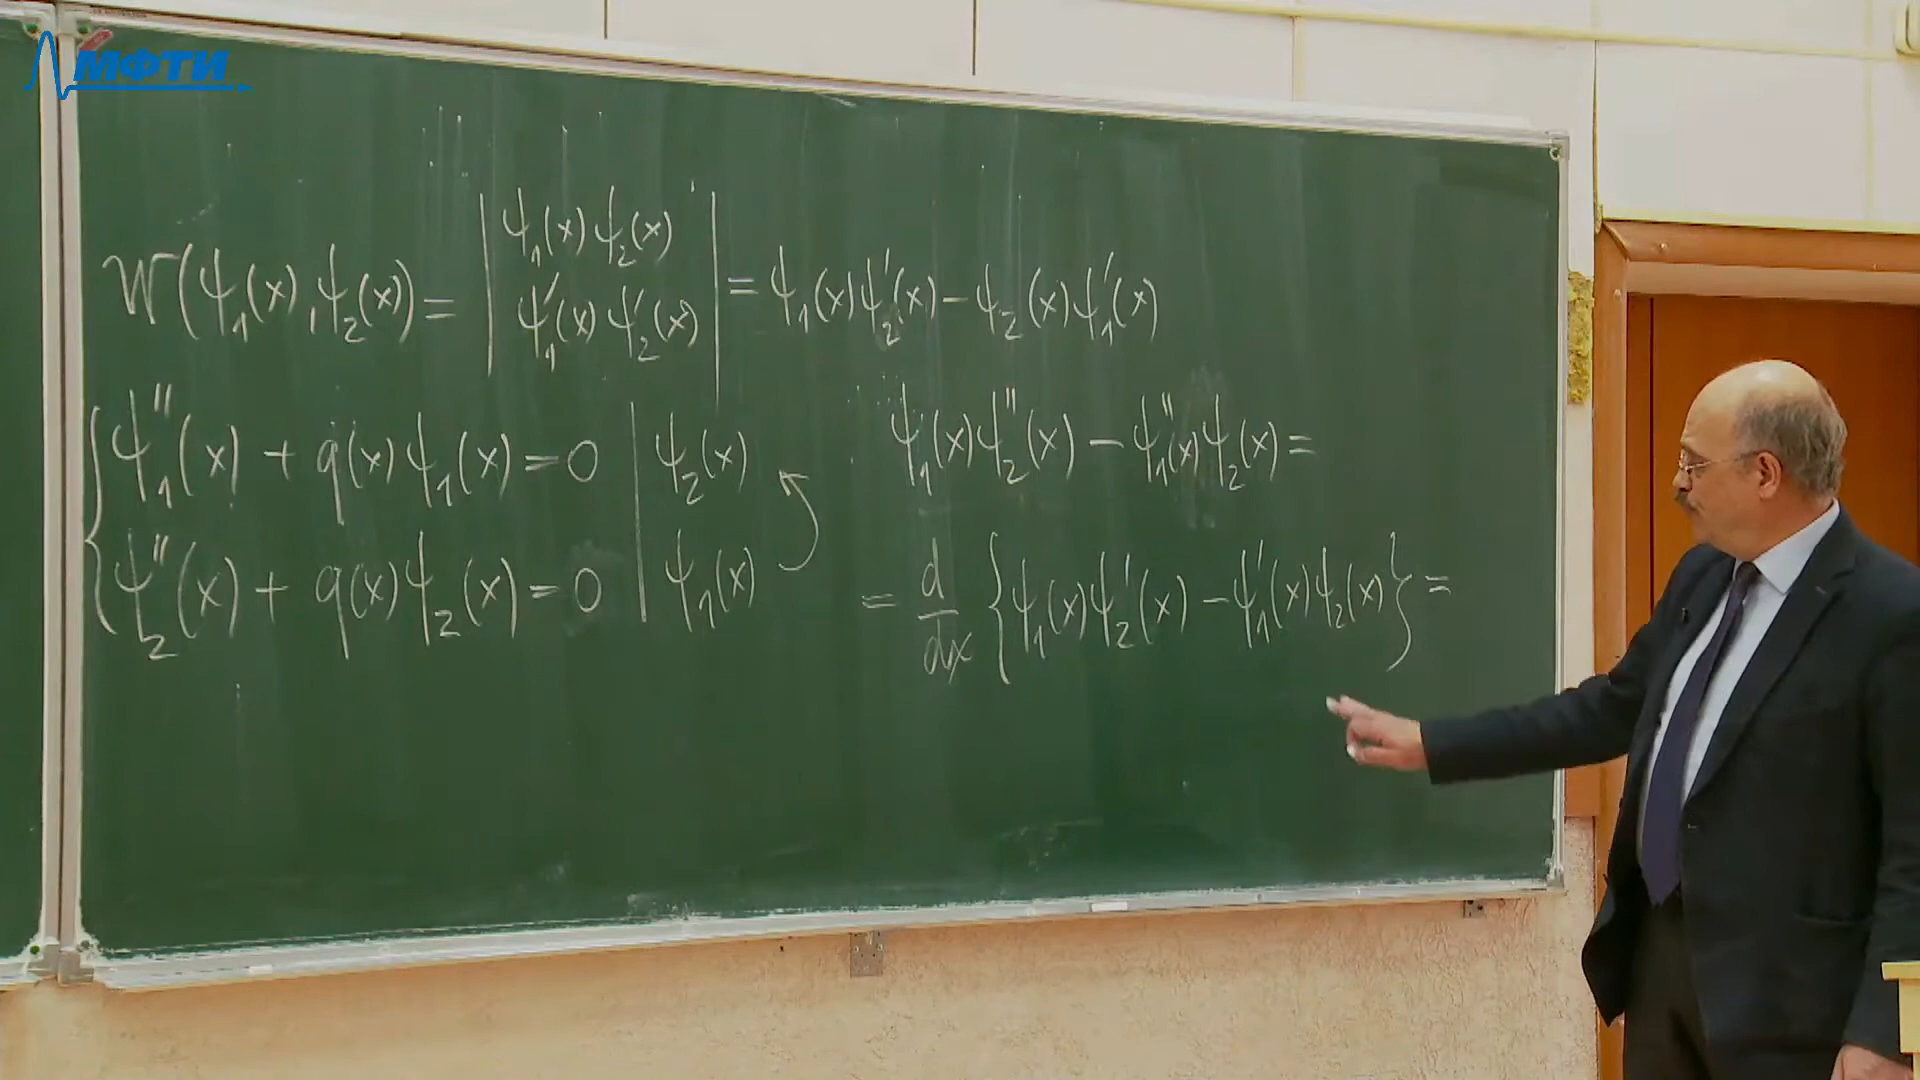 МФТИ
W(ψ₁(x), ψ₂(x)) = | ψ₁(x) ψ₂(x) | = ψ₁(x)ψ₂′(x) − ψ₂(x)ψ₁′(x)
| ψ₁′(x) ψ₂′(x) |
{ ψ₁″(x) + q(x)ψ₁(x) = 0 | ψ₂(x)
ψ₂″(x) + q(x)ψ₂(x) = 0 | ψ₁(x)
ψ₁(x)ψ₂″(x) − ψ₁″(x)ψ₂(x) =
= d/dx {ψ₁(x)ψ₂′(x) − ψ₁′(x)ψ₂(x)} =